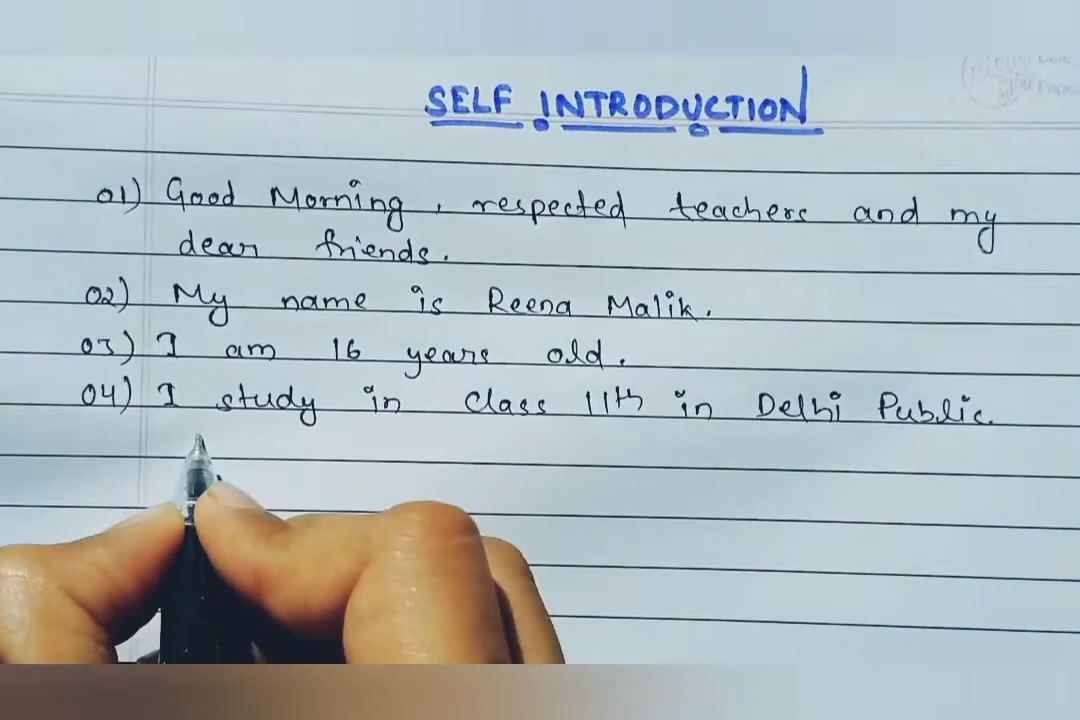 SELF INTRODUCTION
01) Good Morning, respected teachers and my
dear friends.
02) My name is Reena Malik.
03) I am 16 years old.
04) I study in Class 11th in Delhi Public